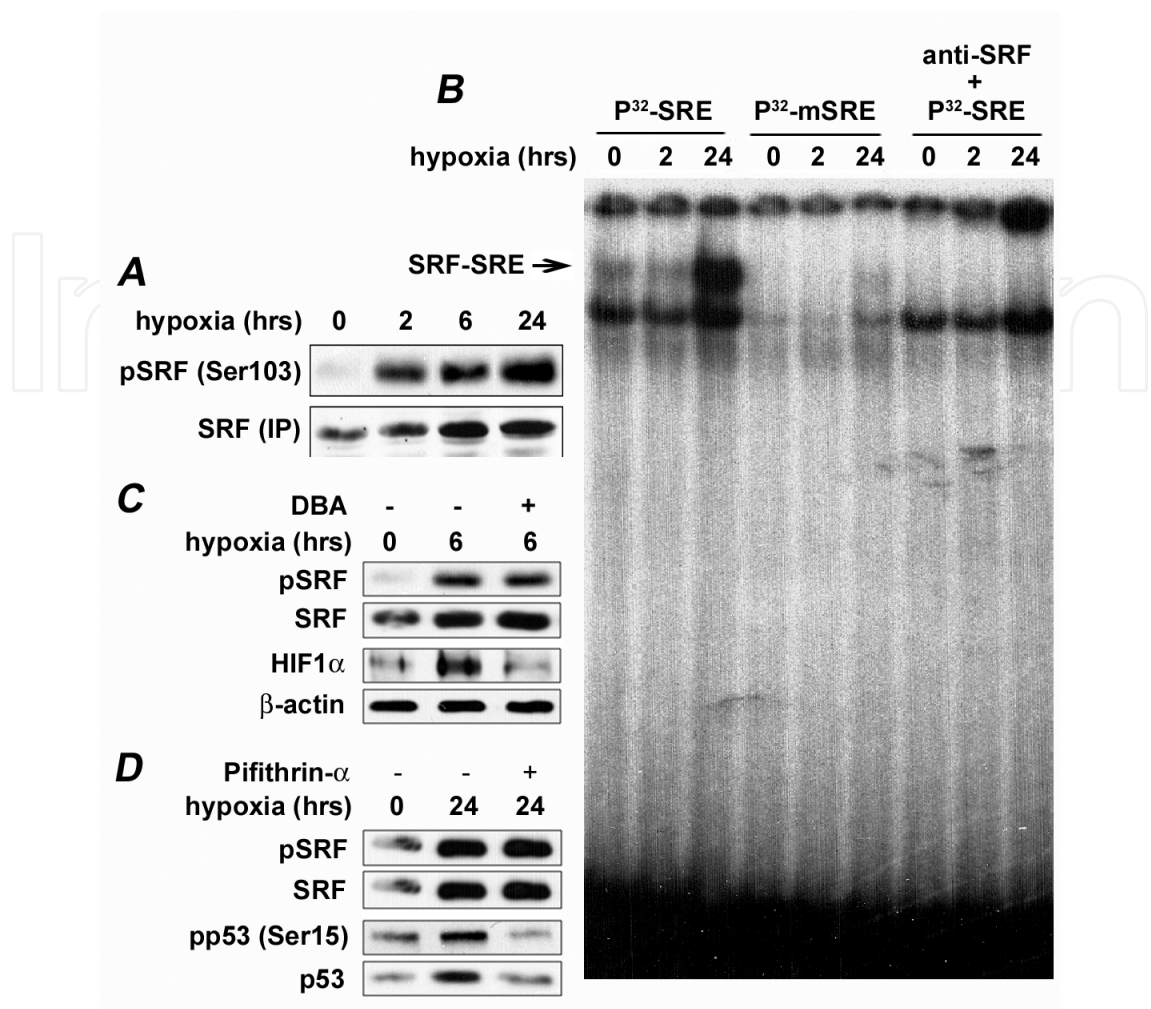 B
anti-SRF
+
P³²-SRE P³²-mSRE P³²-SRE
hypoxia (hrs) 0 2 24 0 2 24 0 2 24
SRF-SRE
A
hypoxia (hrs) 0 2 6 24
pSRF (Ser103)
SRF (IP)
C
DBA - - +
hypoxia (hrs) 0 6 6
pSRF
SRF
HIF1α
β-actin
D
Pifithrin-α - - +
hypoxia (hrs) 0 24 24
pSRF
SRF
pp53 (Ser15)
p53